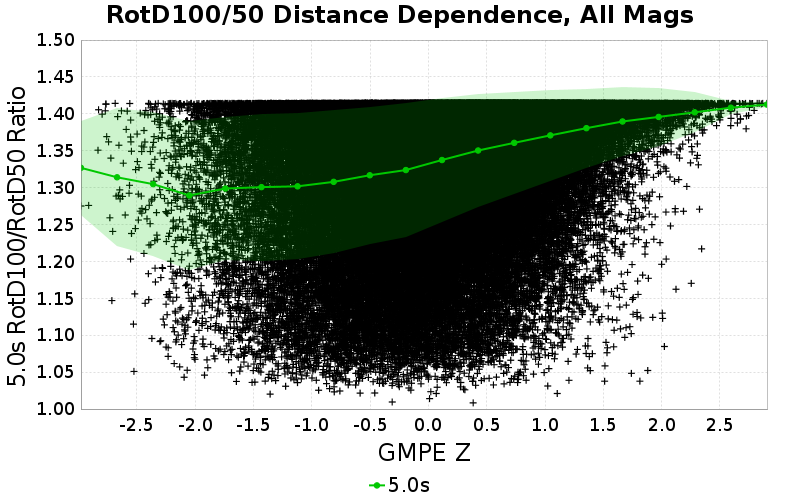 RotD100/50 Distance Dependence, All Mags
5.0s RotD100/RotD50 Ratio
1.50
1.45
1.40
1.35
1.30
1.25
1.20
1.15
1.10
1.05
1.00
-2.5 -2.0 -1.5 -1.0 -0.5 0.0 0.5 1.0 1.5 2.0 2.5
GMPE Z
5.0s